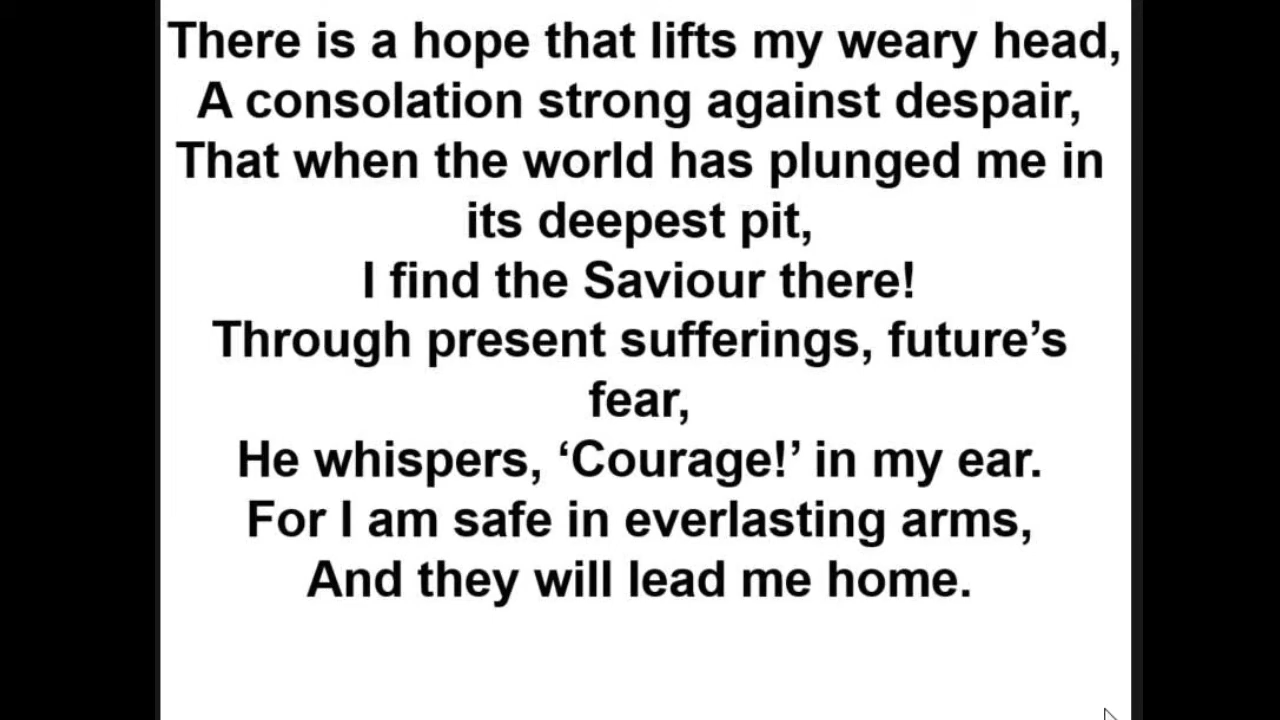 There is a hope that lifts my weary head,
A consolation strong against despair,
That when the world has plunged me in
its deepest pit,
I find the Saviour there!
Through present sufferings, future’s
fear,
He whispers, ‘Courage!’ in my ear.
For I am safe in everlasting arms,
And they will lead me home.